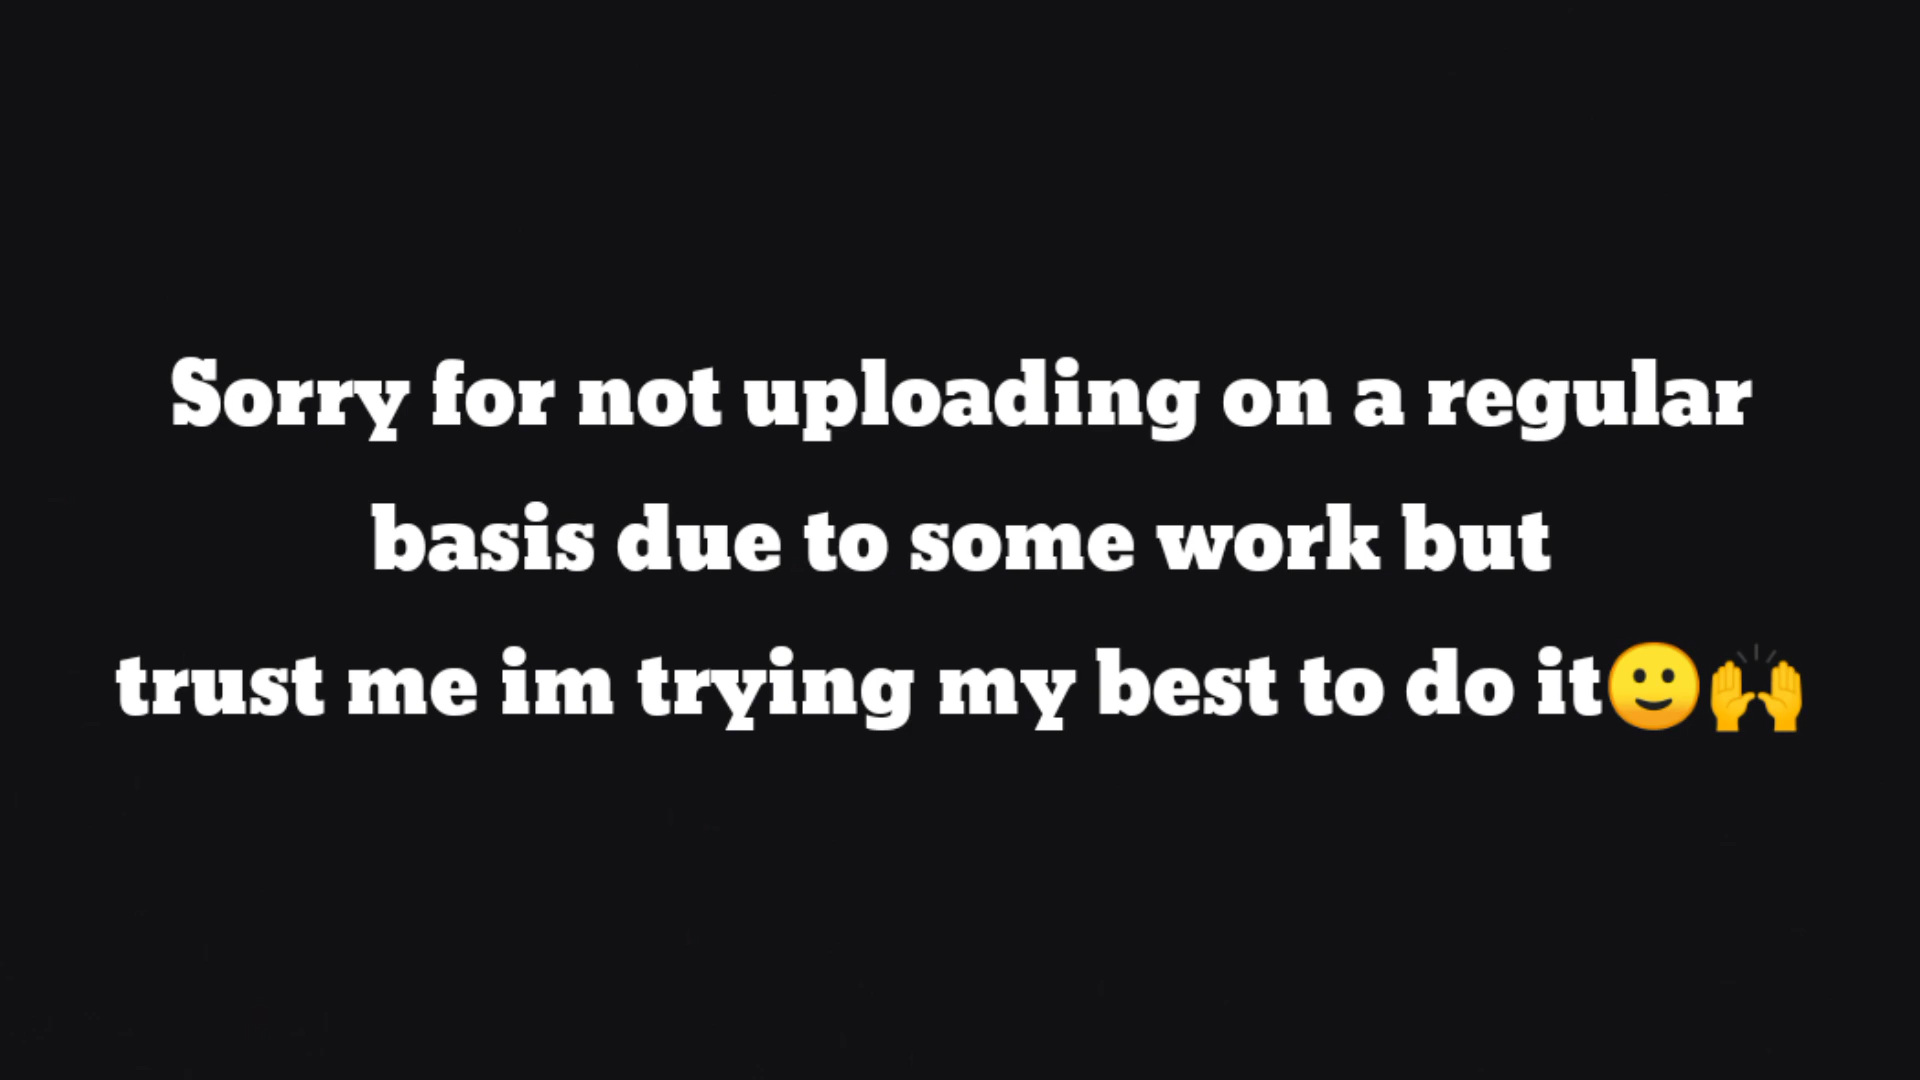 Sorry for not uploading on a regular
basis due to some work but
trust me im trying my best to do it🙂🙌